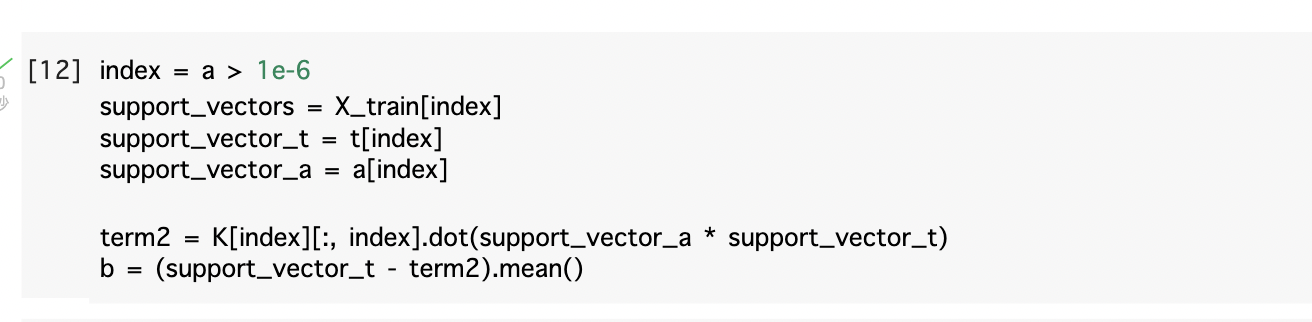 [12] index = a > 1e-6
support_vectors = X_train[index]
support_vector_t = t[index]
support_vector_a = a[index]
term2 = K[index][:, index].dot(support_vector_a * support_vector_t)
b = (support_vector_t - term2).mean()